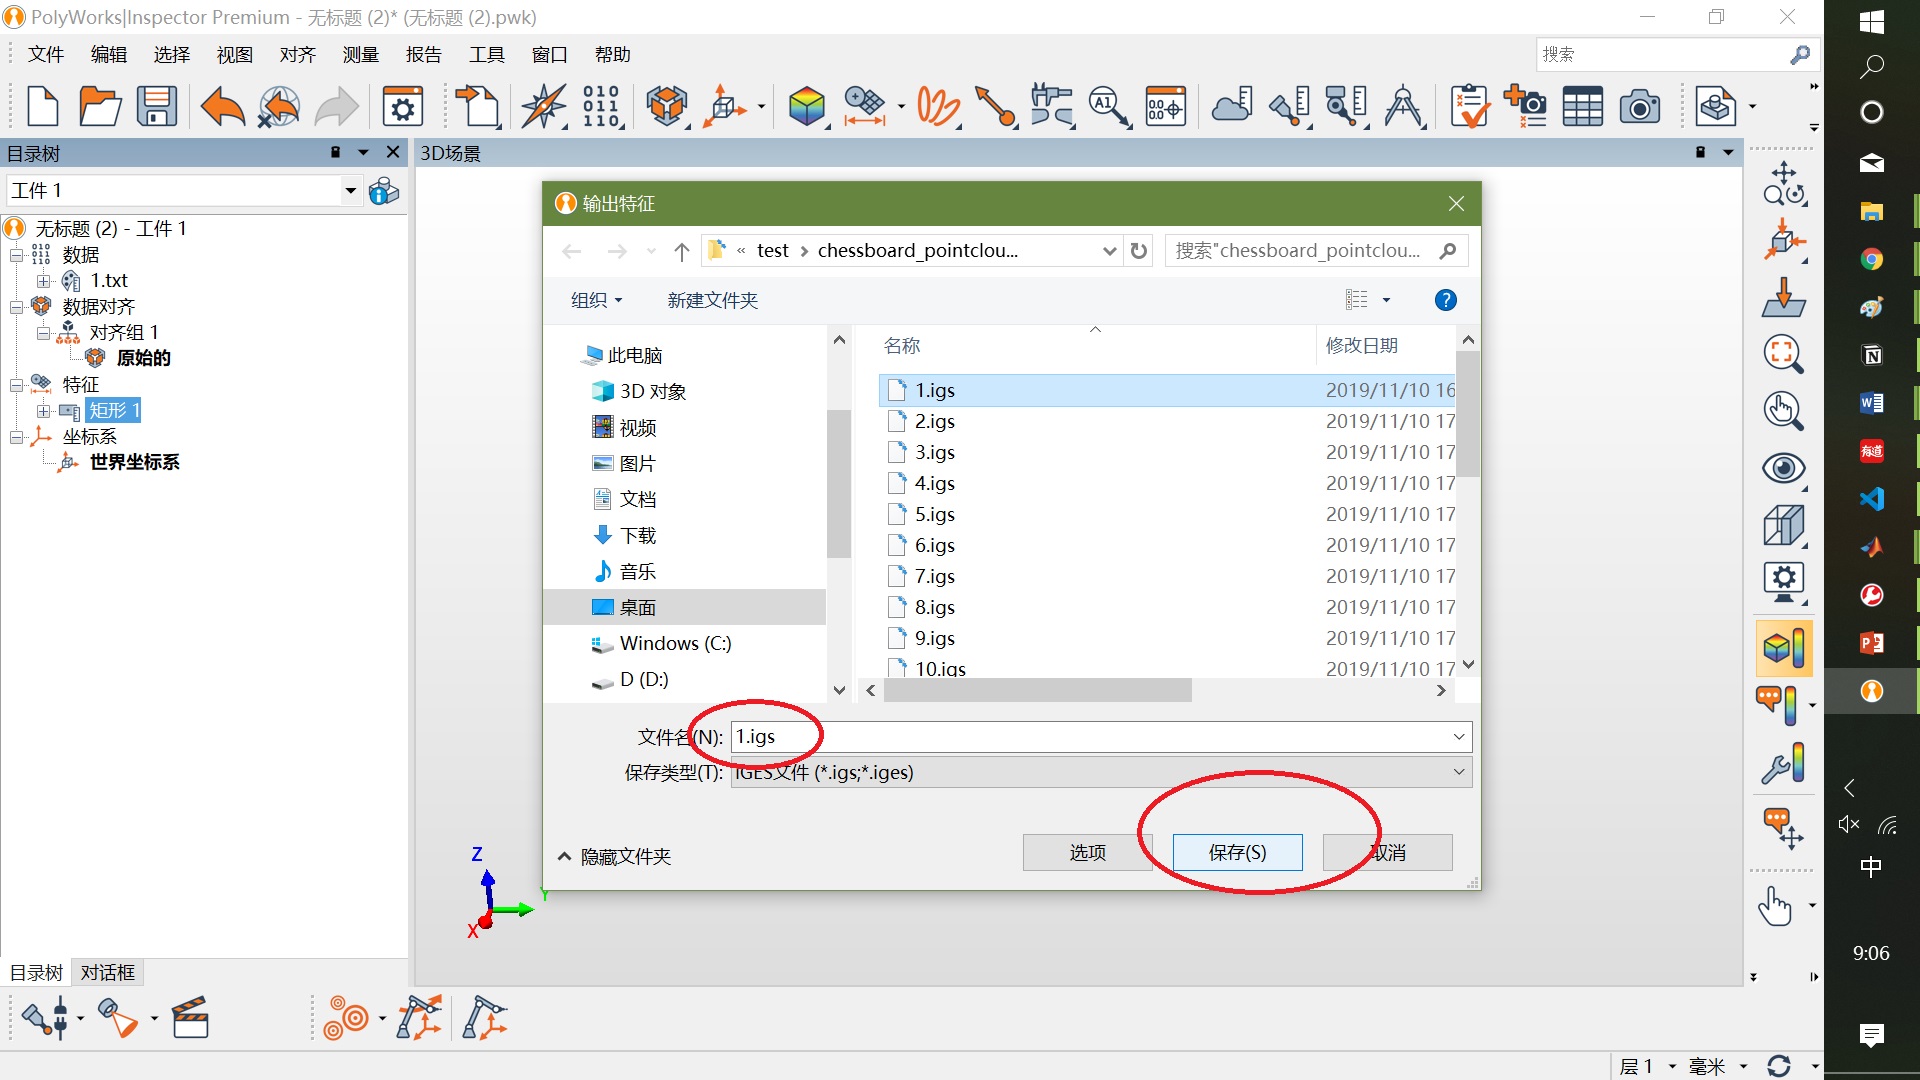 PolyWorks|Inspector Premium - 无标题 (2)* (无标题 (2).pwk)
文件 编辑 选择 视图 对齐 测量 报告 工具 窗口 帮助
搜索
010
011
110
A1
0.0
0.0
目录树
3D场景
工件 1
无标题 (2) - 工件 1
010
011
数据
1.txt
数据对齐
对齐组 1
原始的
特征
矩形 1
坐标系
世界坐标系
输出特征
« test › chessboard_pointclou...
搜索"chessboard_pointclou...
组织 新建文件夹
?
此电脑
3D 对象
视频
图片
文档
下载
音乐
桌面
Windows (C:)
D (D:)
名称 修改日期
1.igs 2019/11/10 16
2.igs 2019/11/10 17
3.igs 2019/11/10 17
4.igs 2019/11/10 17
5.igs 2019/11/10 17
6.igs 2019/11/10 17
7.igs 2019/11/10 17
8.igs 2019/11/10 17
9.igs 2019/11/10 17
10.igs 2019/11/10 17
文件名(N): 1.igs
保存类型(T): IGES文件 (*.igs;*.iges)
隐藏文件夹
选项 保存(S) 取消
Z
Y
X
目录树 对话框
层 1 毫米
N
W
有道
P
中
9:06